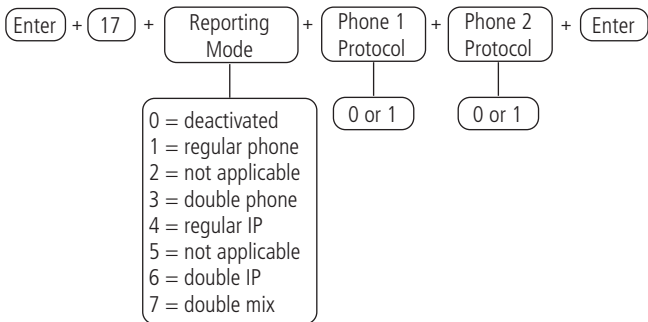 Enter + 17 + Reporting Mode + Phone 1 Protocol + Phone 2 Protocol + Enter
0 = deactivated
1 = regular phone
2 = not applicable
3 = double phone
4 = regular IP
5 = not applicable
6 = double IP
7 = double mix
0 or 1
0 or 1